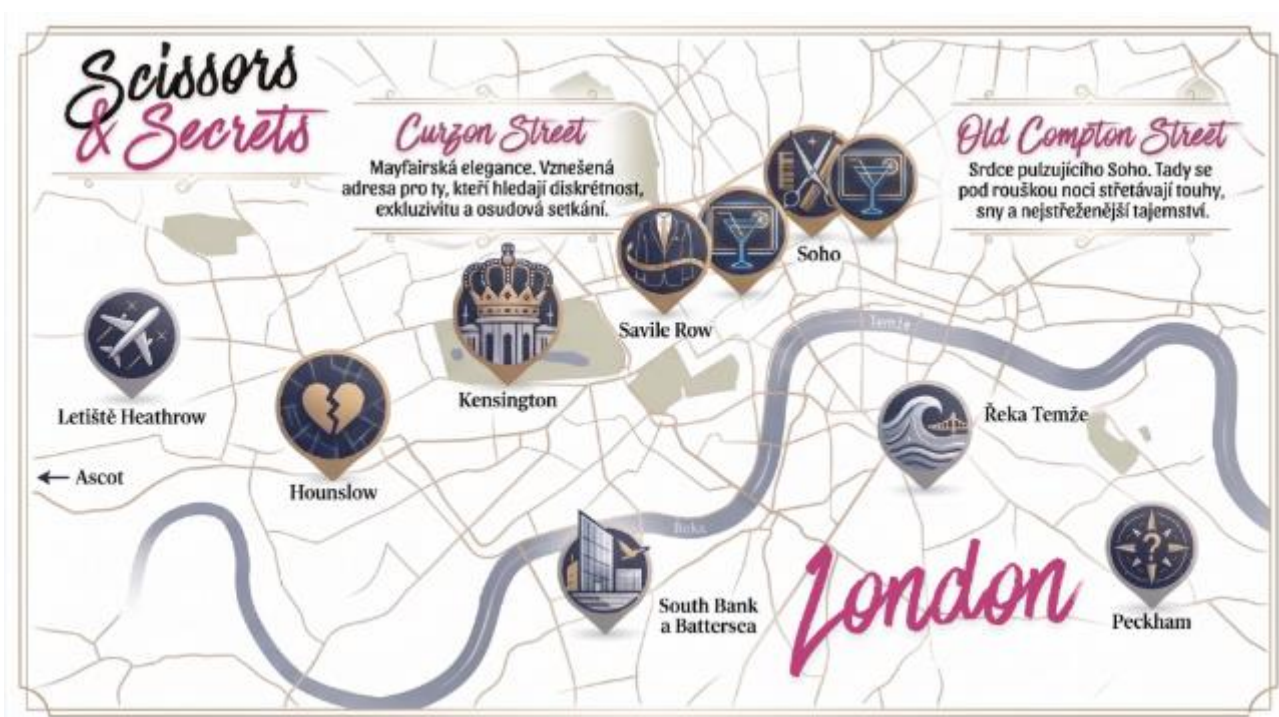 Scissors
& Secrets
Curzon Street
Mayfairská elegance. Vznešená
adresa pro ty, kteří hledají diskrétnost,
exkluzivitu a osudová setkání.
Old Compton Street
Srdce pulzujícího Soho. Tady se
pod rouškou noci střetávají touhy,
sny a nejstřeženější tajemství.
Soho
Savile Row
Temže
Letiště Heathrow
Kensington
Řeka Temže
← Ascot
Hounslow
Řeka
South Bank
a Battersea
London
?
Peckham